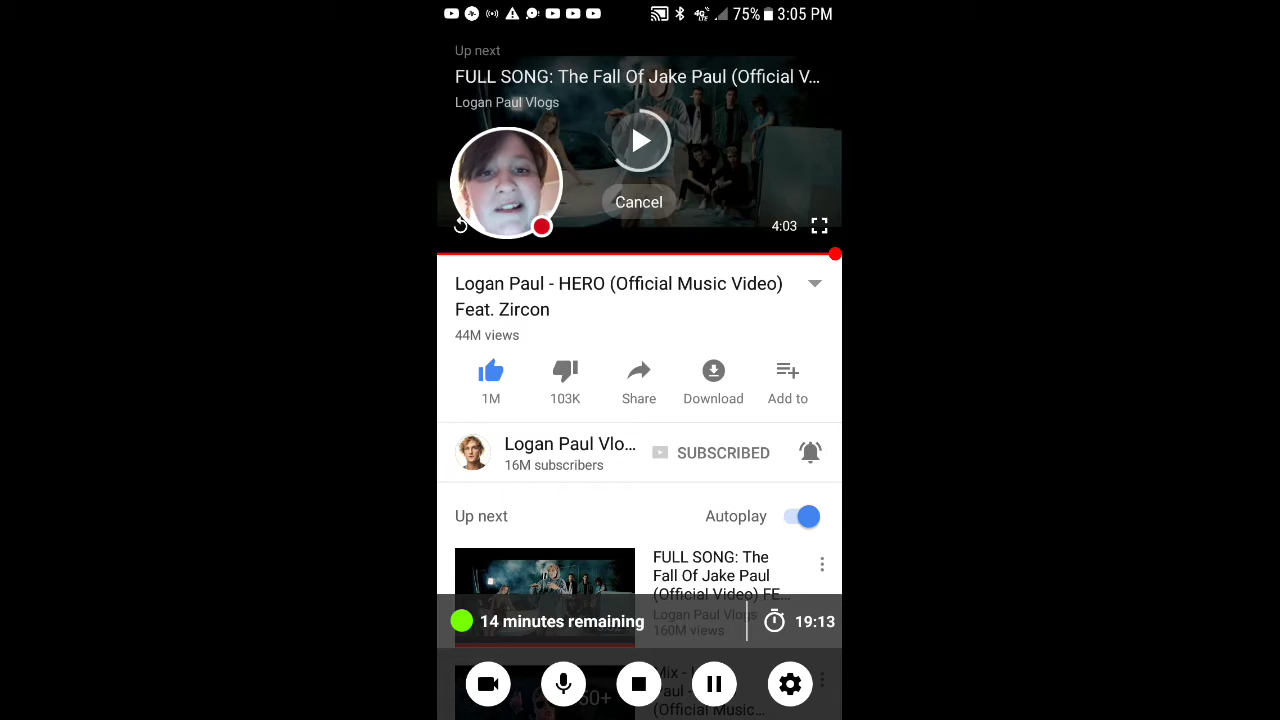 75% 3:05 PM
Up next
FULL SONG: The Fall Of Jake Paul (Official V...
Logan Paul Vlogs
Cancel
4:03
Logan Paul - HERO (Official Music Video)
Feat. Zircon
44M views
1M 103K Share Download Add to
Logan Paul Vlo... SUBSCRIBED
16M subscribers
Up next Autoplay
FULL SONG: The
Fall Of Jake Paul
(Official Video) FE...
Logan Paul Vlogs
160M views
14 minutes remaining 19:13
Mix -
Paul -
50+
(Official Music...